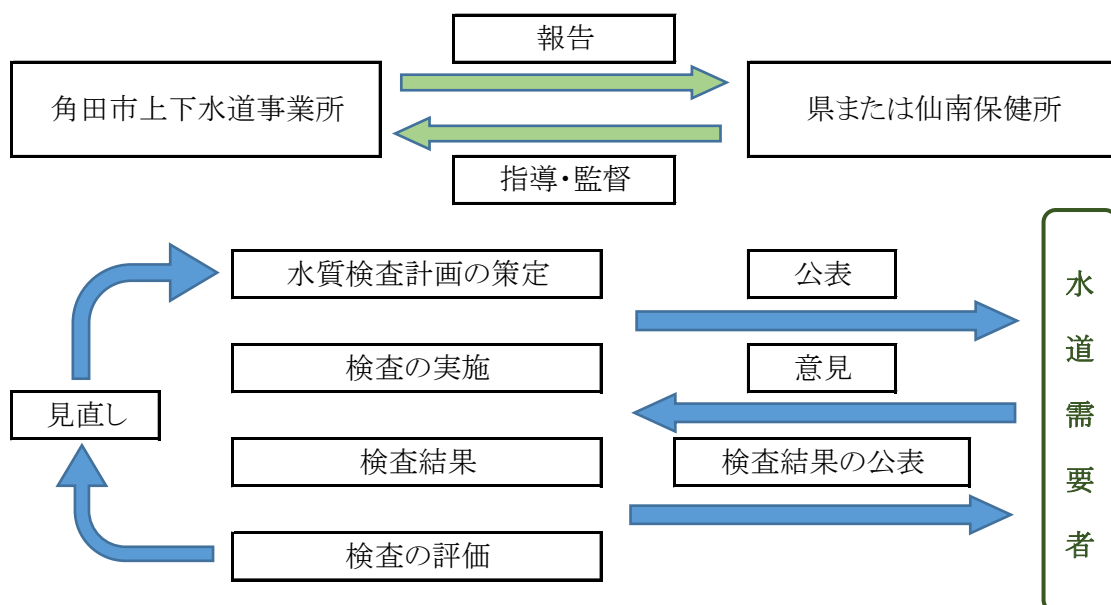 報告
角田市上下水道事業所
県または仙南保健所
指導・監督
水質検査計画の策定
公表
検査の実施
意見
見直し
検査結果
検査結果の公表
検査の評価
水道需要者